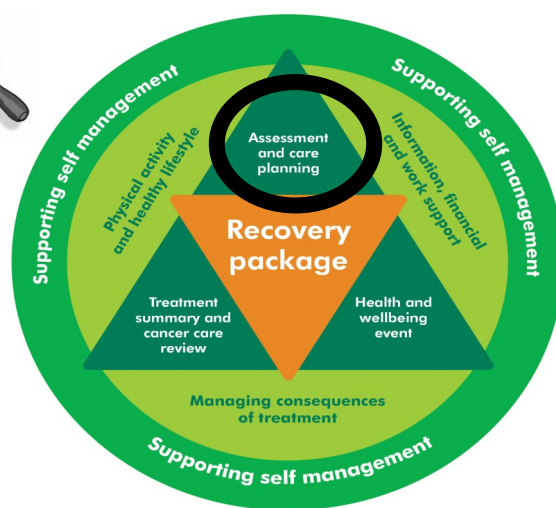 Supporting self management
Supporting self management
Physical activity
and healthy lifestyle
Assessment
and care
planning
Information, financial
and work support
Recovery
package
Treatment
summary and
cancer care
review
Health and
wellbeing
event
Managing consequences
of treatment
Supporting self management